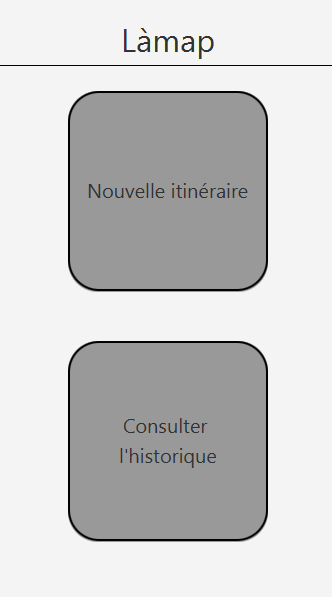 Làmap
Nouvelle itinéraire
Consulter
l'historique